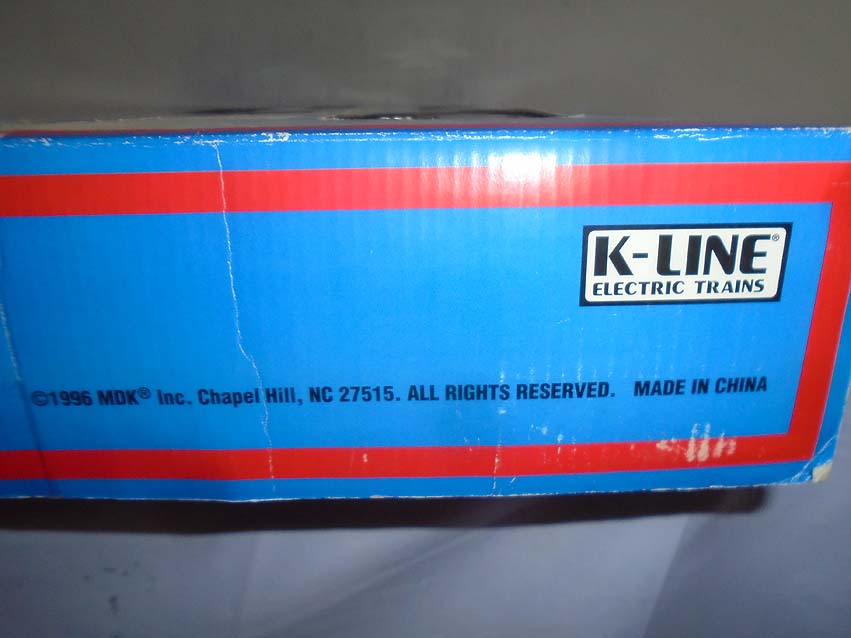 K-LINE®
ELECTRIC TRAINS
©1996 MDK® Inc. Chapel Hill, NC 27515. ALL RIGHTS RESERVED. MADE IN CHINA